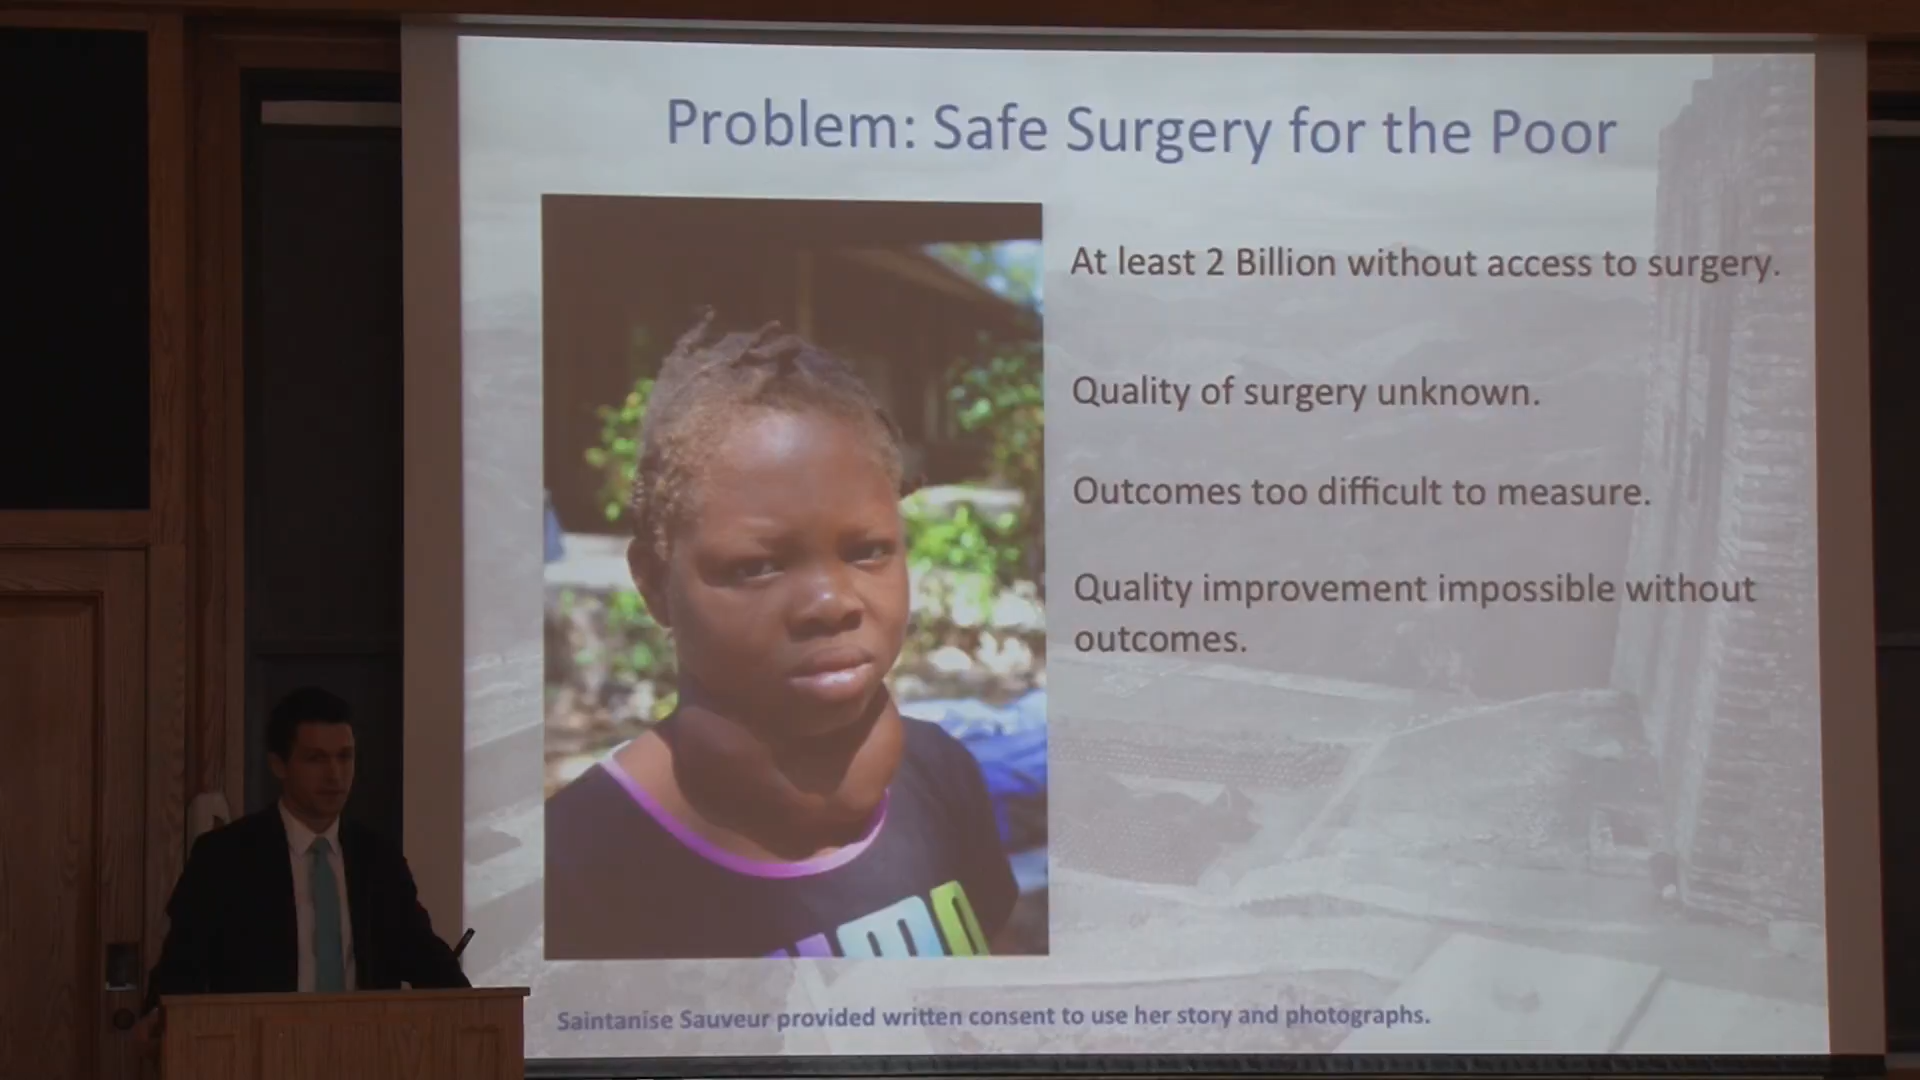 Problem: Safe Surgery for the Poor
At least 2 Billion without access to surgery.
Quality of surgery unknown.
Outcomes too difficult to measure.
Quality improvement impossible without
outcomes.
Saintanise Sauveur provided written consent to use her story and photographs.